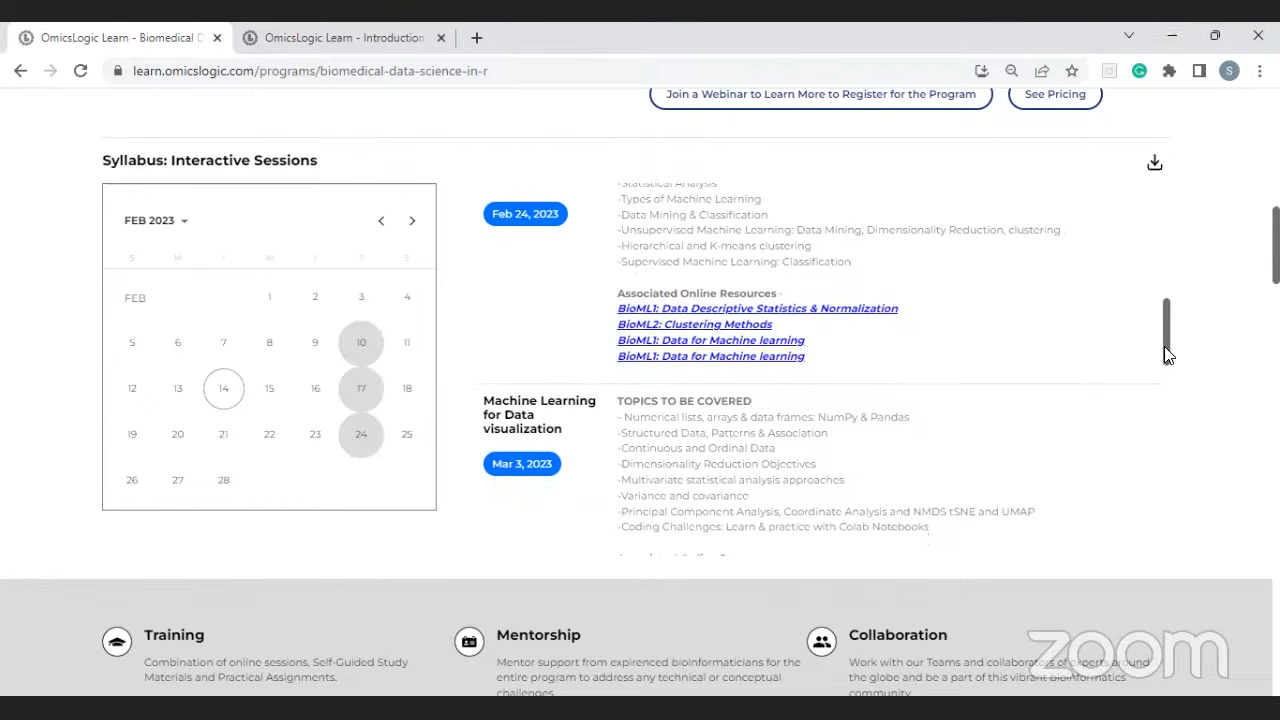 OmicsLogic Learn - Biomedical D
OmicsLogic Learn - Introduction
learn.omicslogic.com/programs/biomedical-data-science-in-r
S
Join a Webinar to Learn More to Register for the Program
See Pricing
Syllabus: Interactive Sessions
FEB 2023
S M T W F S
FEB 1 2 3 4
5 6 7 8 9 10 11
12 13 14 15 16 17 18
19 20 21 22 23 24 25
26 27 28
Feb 24, 2023
-Statistical Analysis
-Types of Machine Learning
-Data Mining & Classification
-Unsupervised Machine Learning: Data Mining, Dimensionality Reduction, clustering
-Hierarchical and K-means clustering
-Supervised Machine Learning: Classification
Associated Online Resources -
BioML1: Data Descriptive Statistics & Normalization
BioML2: Clustering Methods
BioML1: Data for Machine learning
BioML1: Data for Machine learning
Machine Learning
for Data
visualization
Mar 3, 2023
TOPICS TO BE COVERED
- Numerical lists, arrays & data frames: NumPy & Pandas
-Structured Data, Patterns & Association
-Continuous and Ordinal Data
-Dimensionality Reduction Objectives
-Multivariate statistical analysis approaches
-Variance and covariance
-Principal Component Analysis, Coordinate Analysis and NMDS tSNE and UMAP
-Coding Challenges: Learn & practice with Colab Notebooks
Training
Combination of online sessions, Self-Guided Study
Materials and Practical Assignments.
Mentorship
Mentor support from expirenced bioinformaticians for the
entire program to address any technical or conceptual
challenges.
Collaboration
Work with our Teams and collaborators of experts around
the globe and be a part of this vibrant bioinformatics
community.
zoom